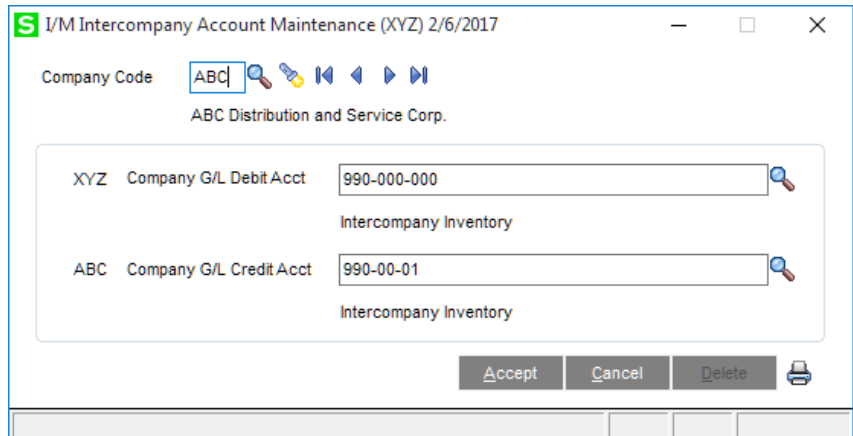 S I/M Intercompany Account Maintenance (XYZ) 2/6/2017
Company Code ABC
ABC Distribution and Service Corp.
XYZ Company G/L Debit Acct 990-000-000
Intercompany Inventory
ABC Company G/L Credit Acct 990-00-01
Intercompany Inventory
Accept Cancel Delete